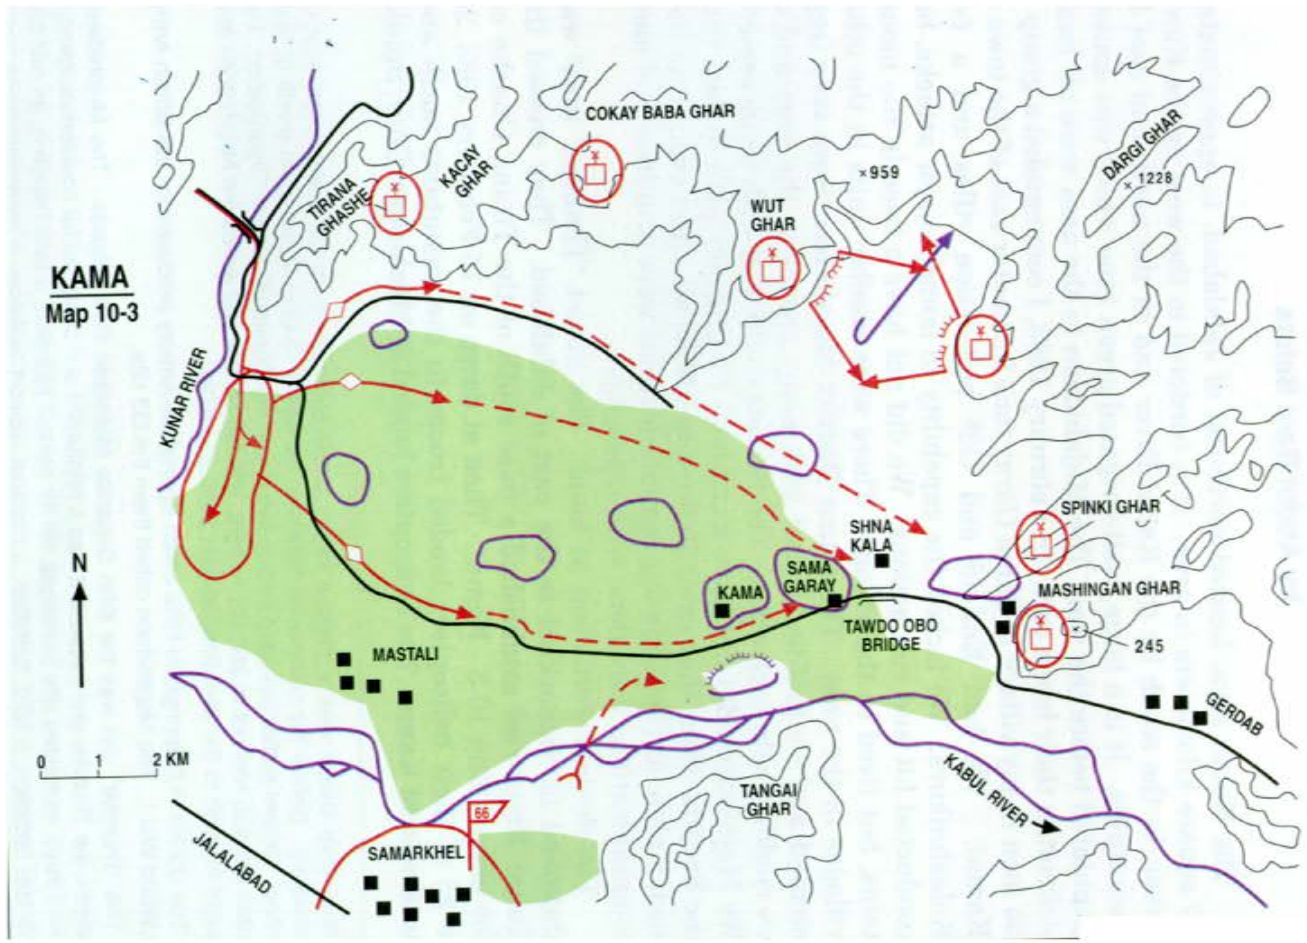 COKAY BABA GHAR
DARGI GHAR
KACAY
GHAR
×959
× 1228
TIRANA
GHASHE
WUT
GHAR
KAMA
Map 10-3
KUNAR RIVER
SPINKI GHAR
SHNA
KALA
SAMA
GARAY
KAMA
MASHINGAN GHAR
N
TAWDO OBO
BRIDGE
245
MASTALI
GERDAB
0 1 2 KM
KABUL RIVER
TANGAI
GHAR
66
SAMARKHEL
JALALABAD